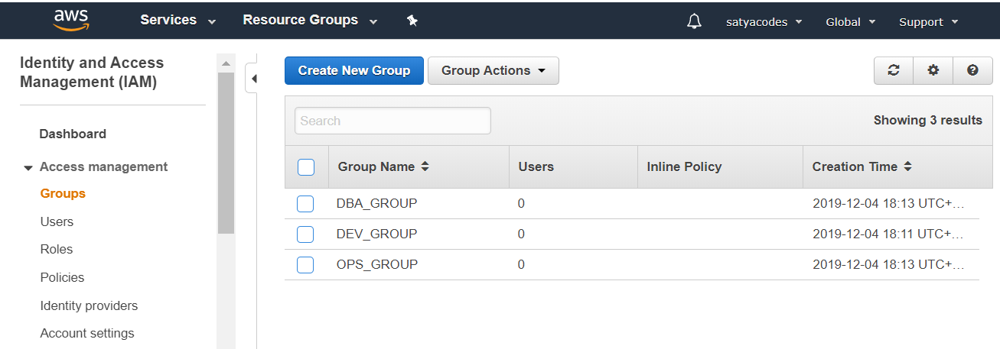 aws Services Resource Groups satyacodes Global Support
Identity and Access
Management (IAM)
Dashboard
Access management
Groups
Users
Roles
Policies
Identity providers
Account settings
Create New Group Group Actions
Search Showing 3 results
Group Name Users Inline Policy Creation Time
DBA_GROUP 0 2019-12-04 18:13 UTC+...
DEV_GROUP 0 2019-12-04 18:11 UTC+...
OPS_GROUP 0 2019-12-04 18:13 UTC+...